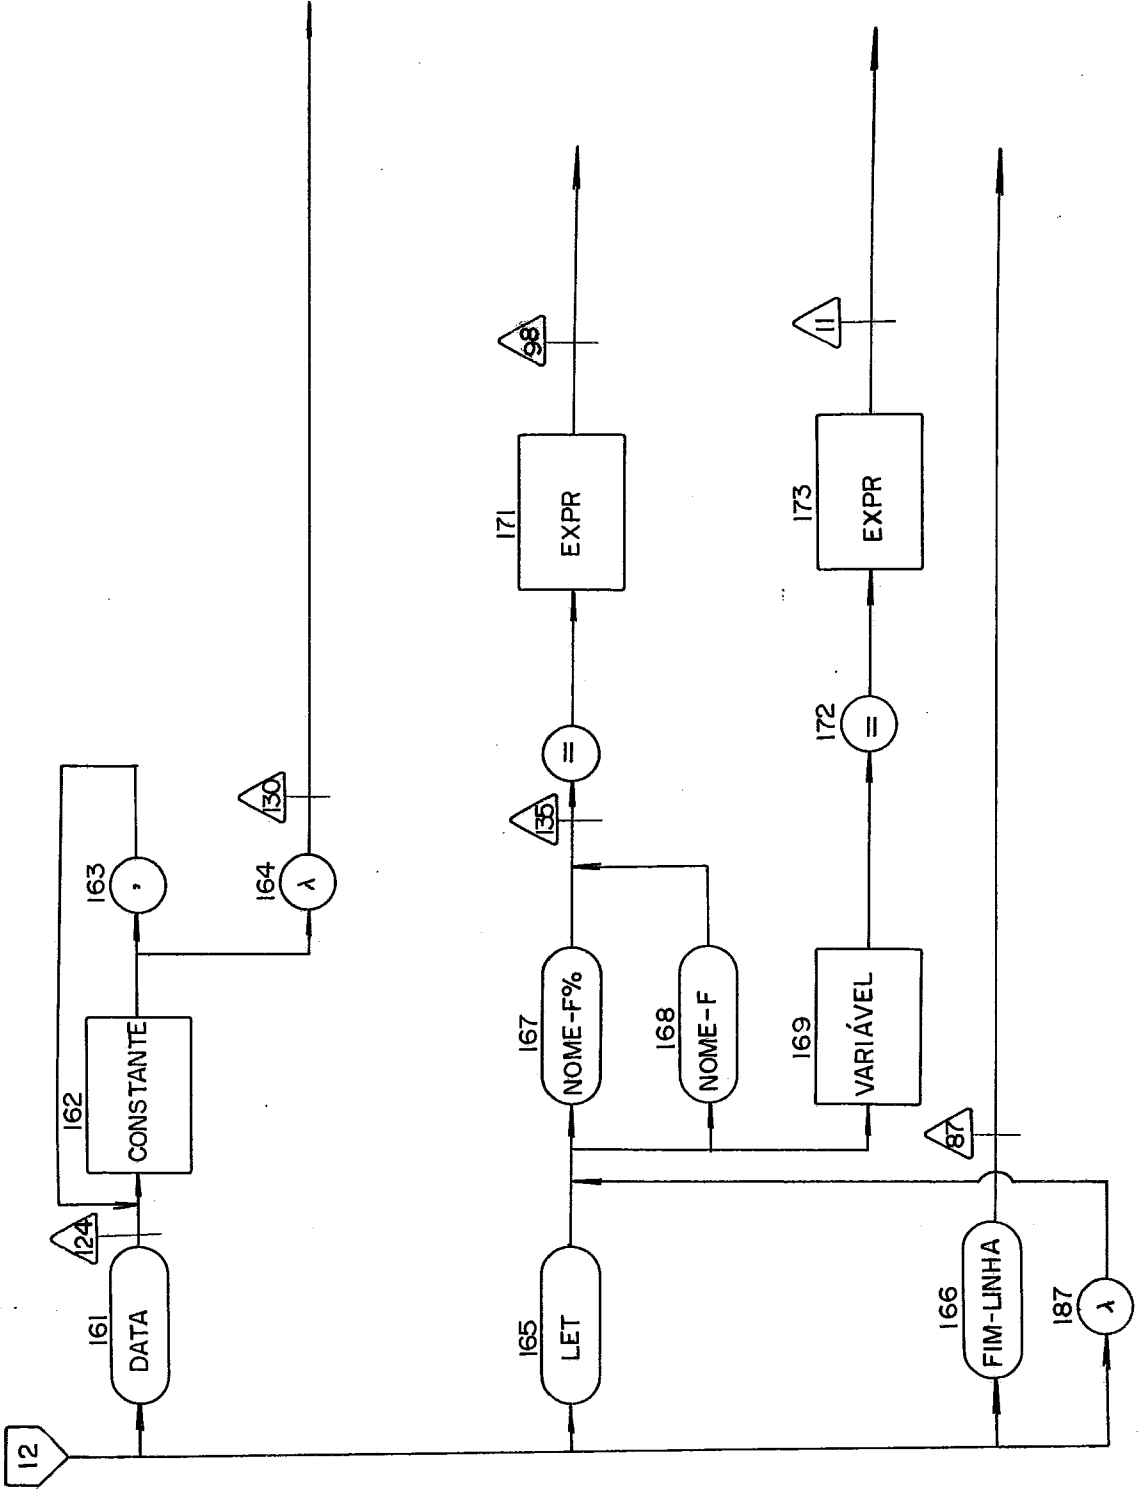 12
161
DATA
124
162
CONSTANTE
163
,
164
λ
130
165
LET
167
NOME-F%
168
NOME-F
135
=
171
EXPR
98
169
VARIÁVEL
172
=
173
EXPR
11
166
FIM-LINHA
87
187
λ